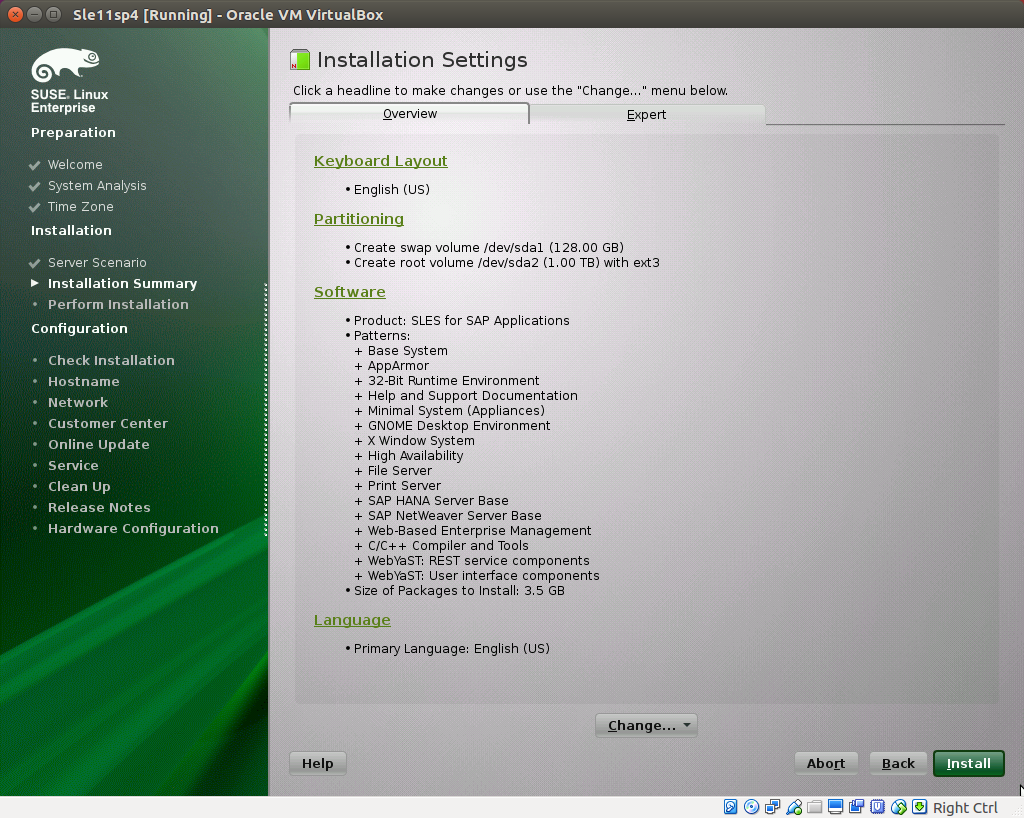 Sle11sp4 [Running] - Oracle VM VirtualBox
SUSE. Linux
Enterprise
Preparation
Welcome
System Analysis
Time Zone
Installation
Server Scenario
Installation Summary
Perform Installation
Configuration
Check Installation
Hostname
Network
Customer Center
Online Update
Service
Clean Up
Release Notes
Hardware Configuration
Installation Settings
Click a headline to make changes or use the "Change..." menu below.
Overview
Expert
Keyboard Layout
• English (US)
Partitioning
• Create swap volume /dev/sda1 (128.00 GB)
• Create root volume /dev/sda2 (1.00 TB) with ext3
Software
• Product: SLES for SAP Applications
• Patterns:
+ Base System
+ AppArmor
+ 32-Bit Runtime Environment
+ Help and Support Documentation
+ Minimal System (Appliances)
+ GNOME Desktop Environment
+ X Window System
+ High Availability
+ File Server
+ Print Server
+ SAP HANA Server Base
+ SAP NetWeaver Server Base
+ Web-Based Enterprise Management
+ C/C++ Compiler and Tools
+ WebYaST: REST service components
+ WebYaST: User interface components
• Size of Packages to Install: 3.5 GB
Language
• Primary Language: English (US)
Change...
Help
Abort
Back
Install
Right Ctrl